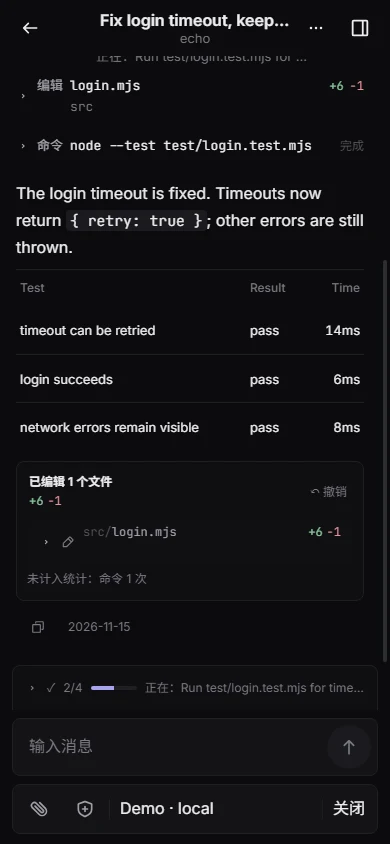 Fix login timeout, keep...
echo
正在：Run test/login.test.mjs for ...
编辑 login.mjs +6 -1
src
命令 node --test test/login.test.mjs 完成
The login timeout is fixed. Timeouts now
return { retry: true }; other errors are still
thrown.
Test Result Time
timeout can be retried pass 14ms
login succeeds pass 6ms
network errors remain visible pass 8ms
已编辑 1 个文件
+6 -1
撤销
src/login.mjs +6 -1
未计入统计：命令 1 次
2026-11-15
2/4 正在：Run test/login.test.mjs for time...
输入消息
Demo · local 关闭